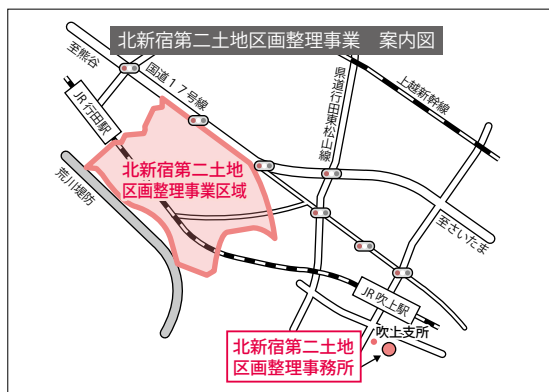 北新宿第二土地区画整理事業　案内図
至熊谷
国道１７号線
県道行田東松山線
上越新幹線
JR行田駅
荒川堤防
北新宿第二土地
区画整理事業区域
至さいたま
JR吹上駅
吹上支所
北新宿第二土地
区画整理事務所